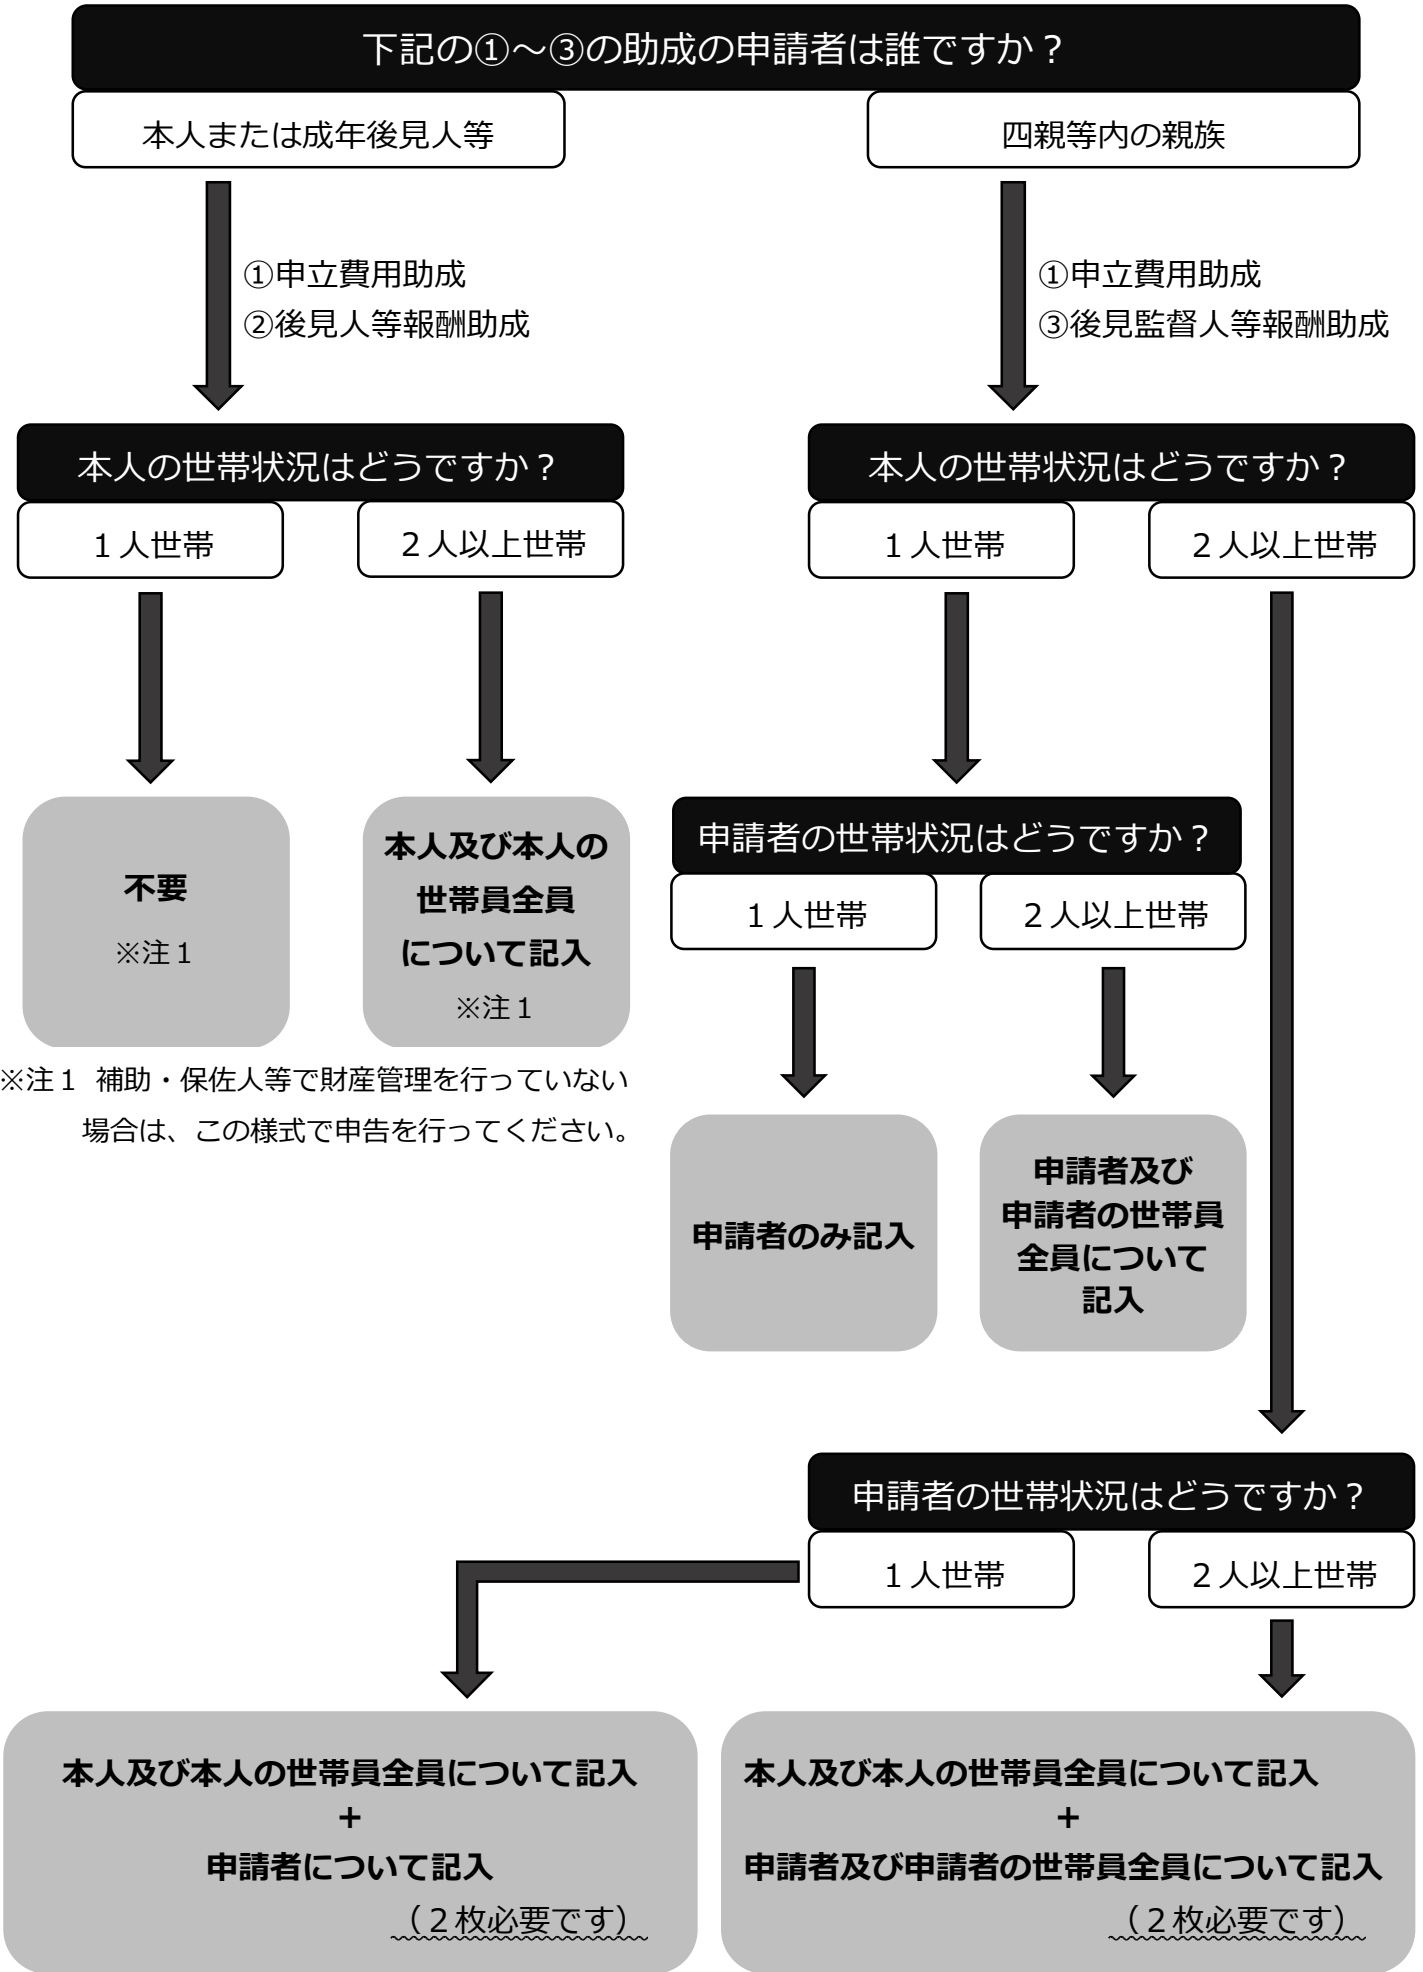 下記の①～③の助成の申請者は誰ですか？
本人または成年後見人等
四親等内の親族
①申立費用助成
②後見人等報酬助成
①申立費用助成
③後見監督人等報酬助成
本人の世帯状況はどうですか？
１人世帯
２人以上世帯
本人の世帯状況はどうですか？
１人世帯
２人以上世帯
不要
※注１
本人及び本人の
世帯員全員
について記入
※注１
※注１ 補助・保佐人等で財産管理を行っていない
場合は、この様式で申告を行ってください。
申請者の世帯状況はどうですか？
１人世帯
２人以上世帯
申請者のみ記入
申請者及び
申請者の世帯員
全員について
記入
申請者の世帯状況はどうですか？
１人世帯
２人以上世帯
本人及び本人の世帯員全員について記入
＋
申請者について記入
（２枚必要です）
本人及び本人の世帯員全員について記入
＋
申請者及び申請者の世帯員全員について記入
（２枚必要です）